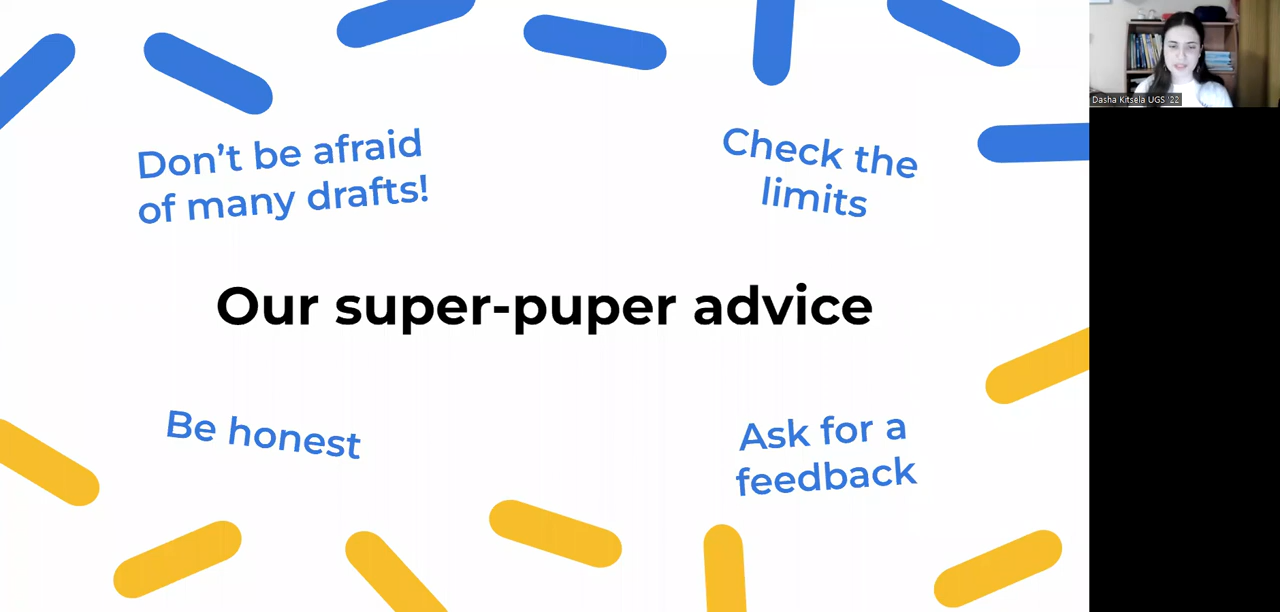 Don't be afraid
of many drafts!
Check the
limits
Our super-puper advice
Be honest
Ask for a
feedback
Dasha Kitsela UGS '22